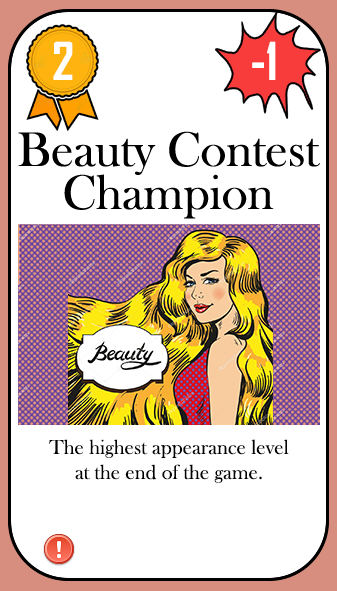 2
-1
Beauty Contest
Champion
Beauty
The highest appearance level
at the end of the game.
!